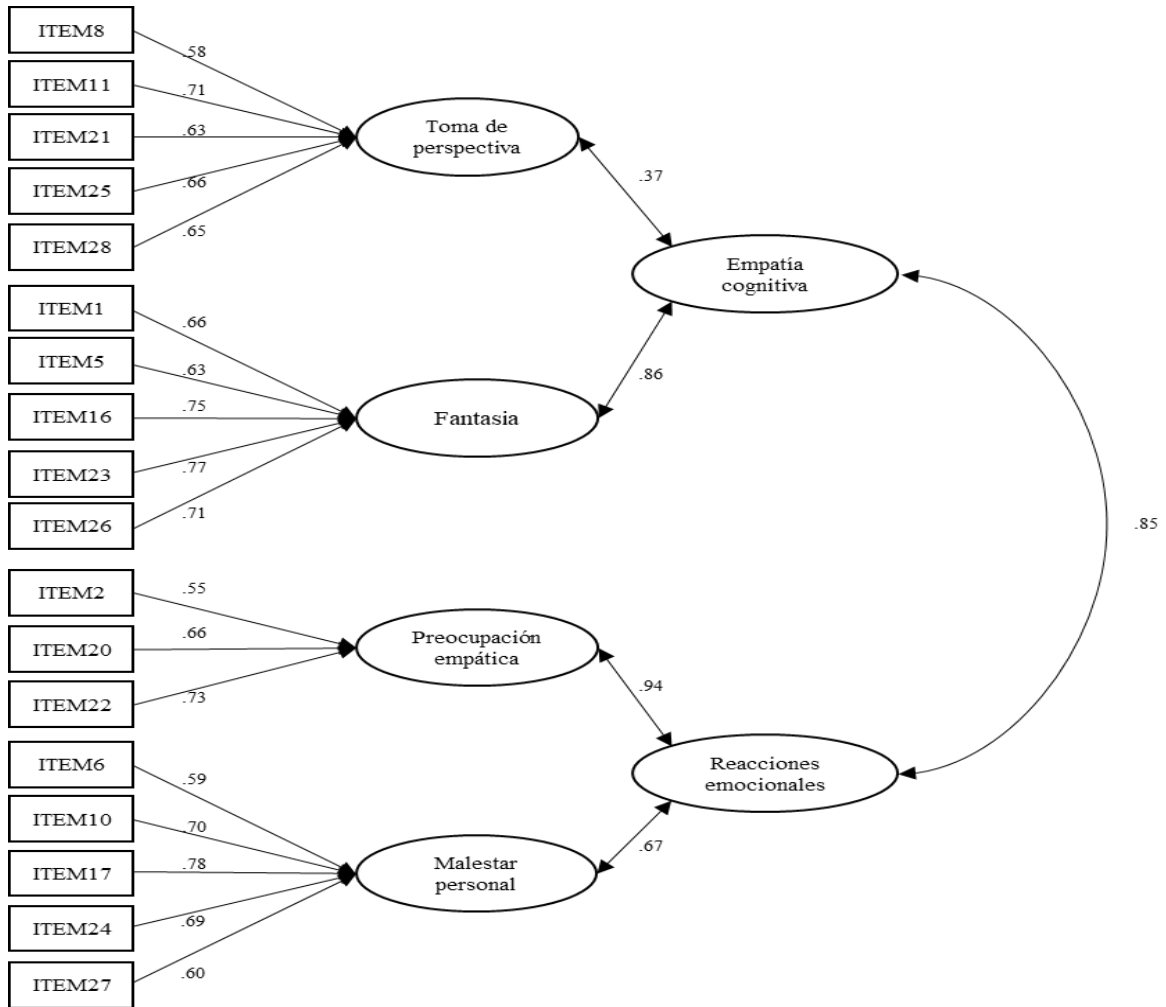 ITEM8
ITEM11
ITEM21
ITEM25
ITEM28
.58
.71
.63
.66
.65
Toma de
perspectiva
.37
Empatía
cognitiva
ITEM1
ITEM5
ITEM16
ITEM23
ITEM26
.66
.63
.75
.77
.71
Fantasia
.86
.85
ITEM2
ITEM20
ITEM22
.55
.66
.73
Preocupación
empática
.94
Reacciones
emocionales
ITEM6
ITEM10
ITEM17
ITEM24
ITEM27
.59
.70
.78
.69
.60
Malestar
personal
.67